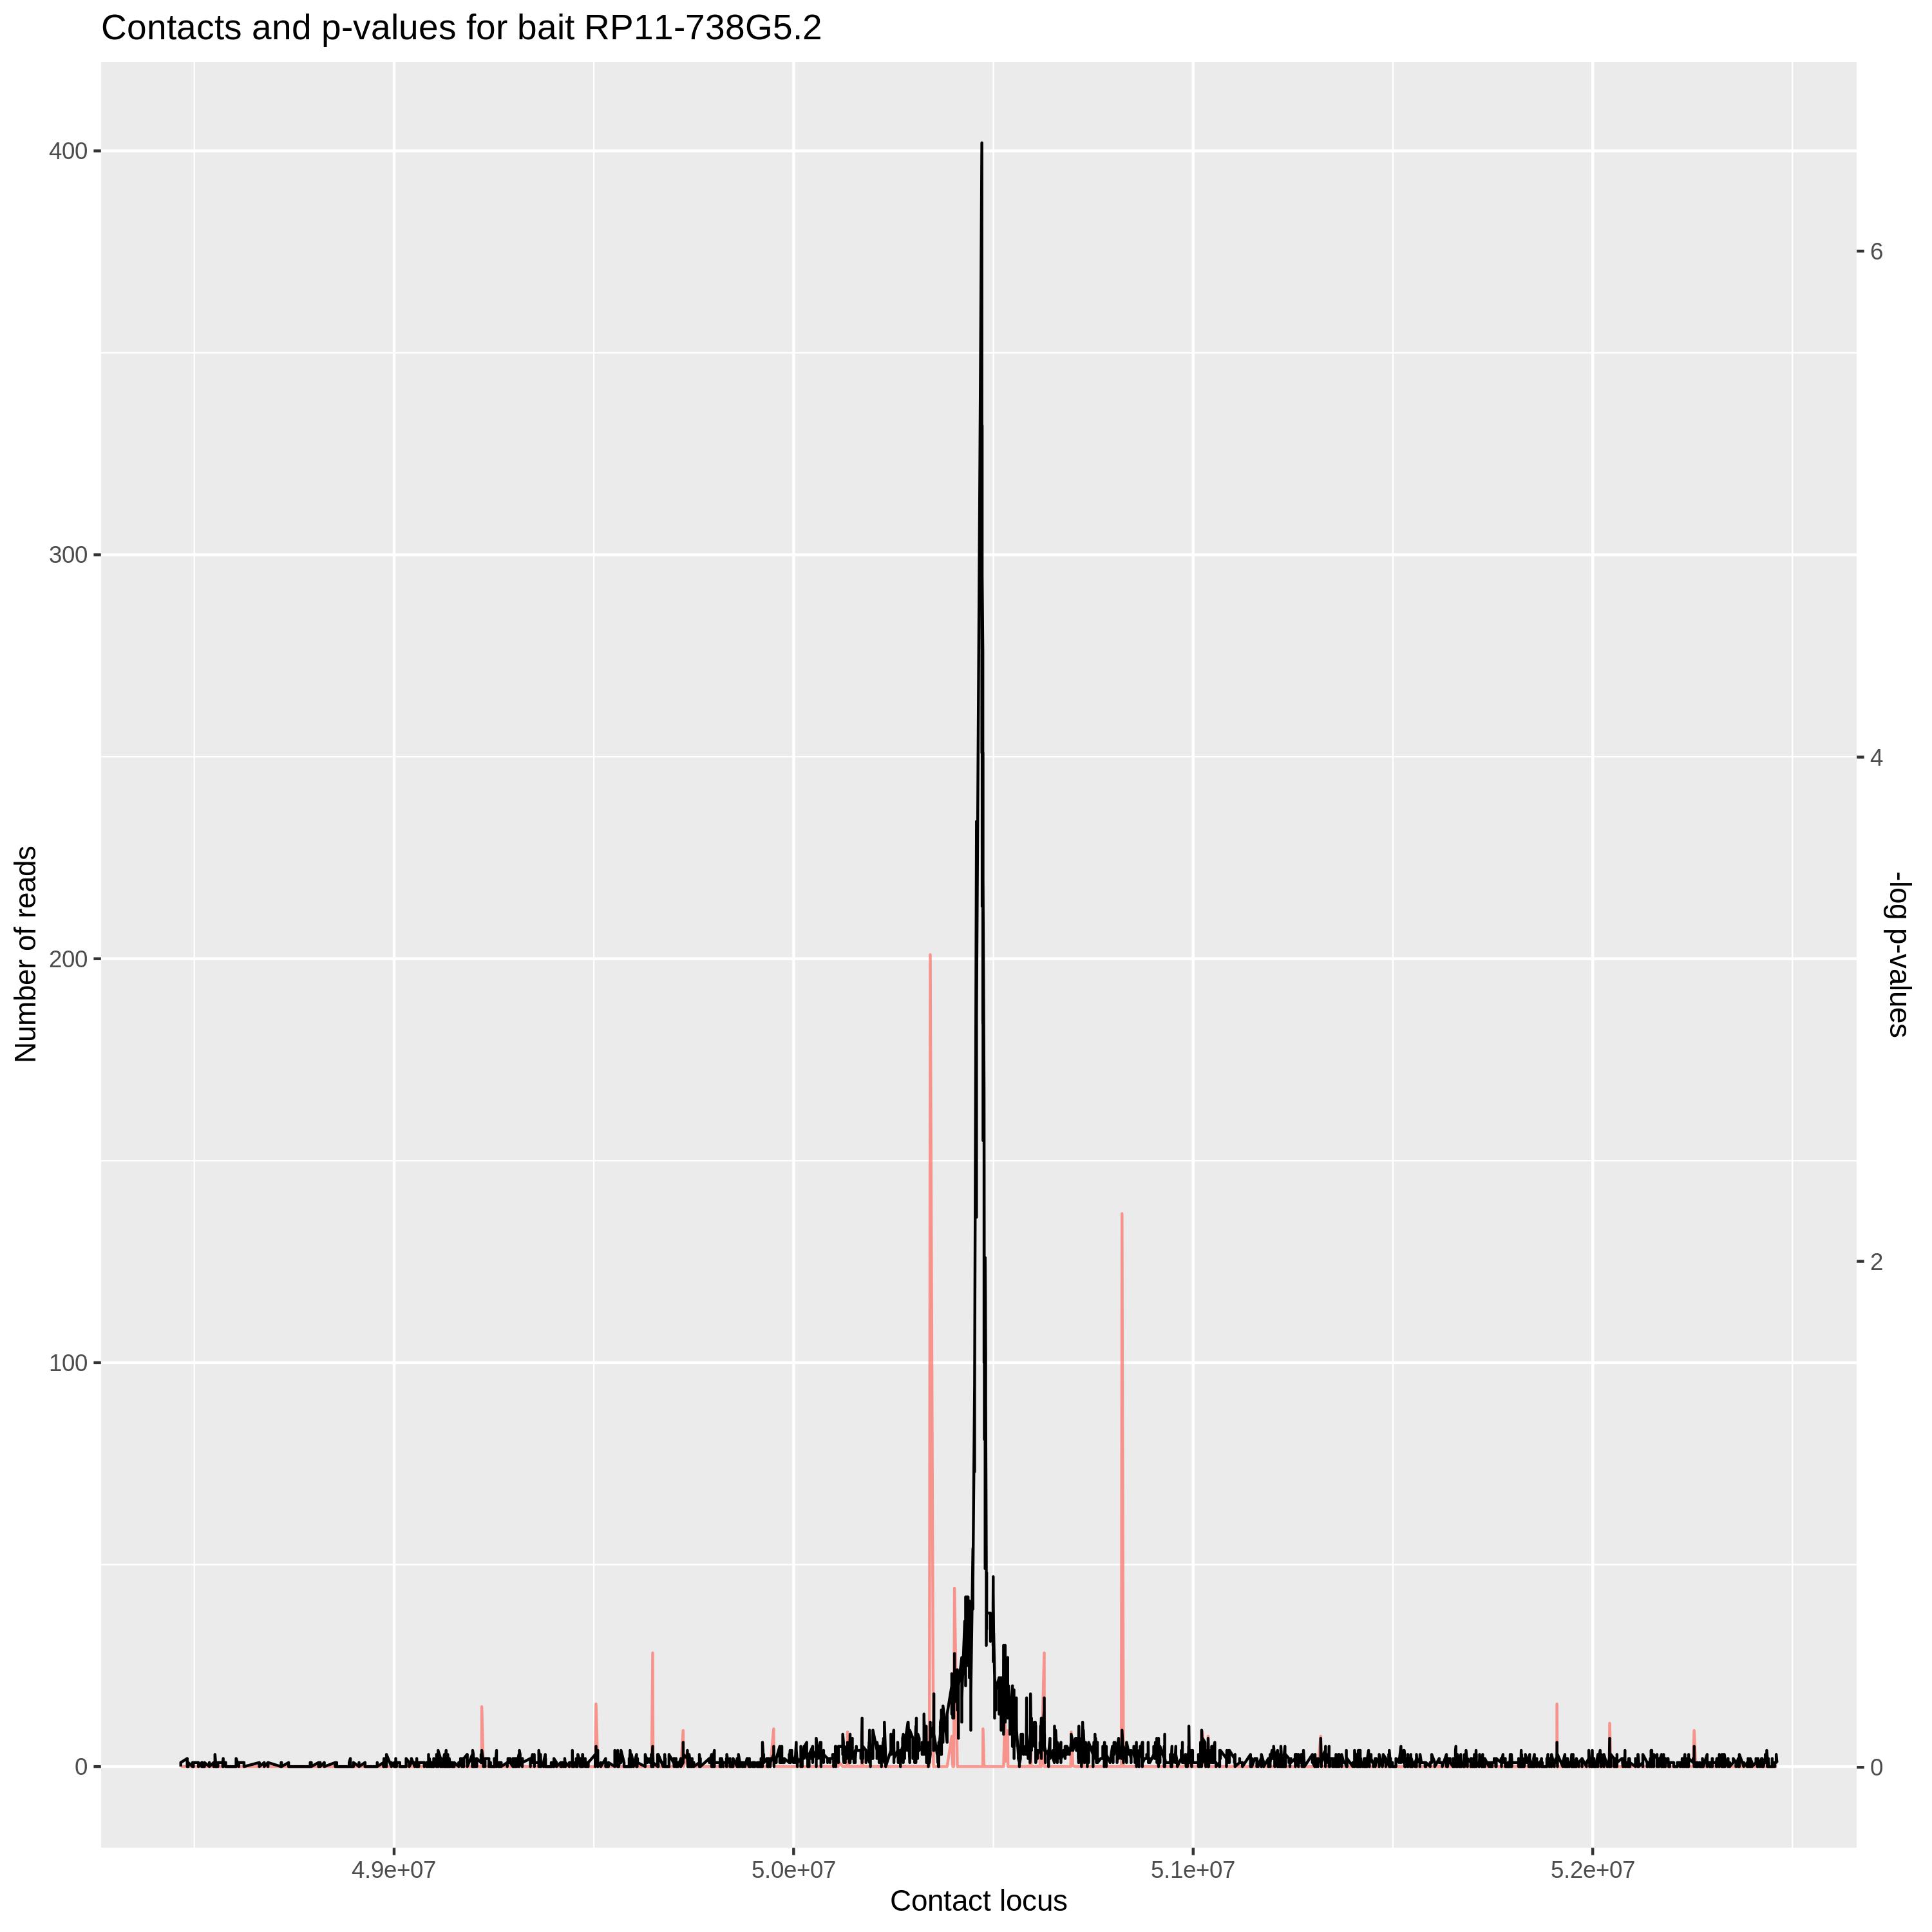 Contacts and p-values for bait RP11-738G5.2
400
300
200
100
0
6
4
2
0
Number of reads
-log p-values
4.9e+07
5.0e+07
5.1e+07
5.2e+07
Contact locus